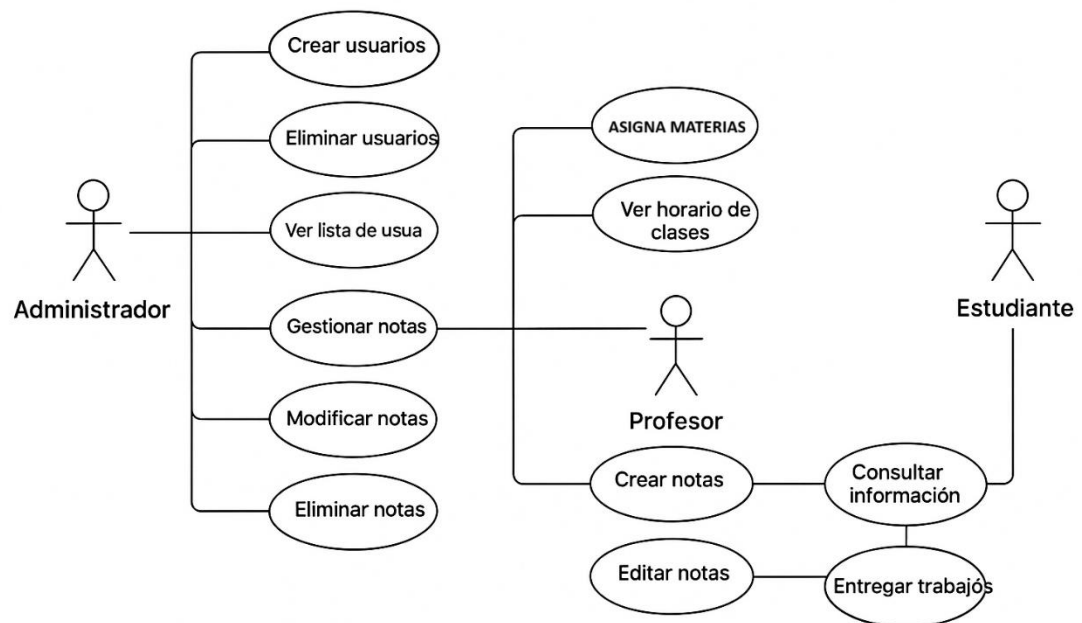 Crear usuarios
Eliminar usuarios
Ver lista de usua
Administrador
Gestionar notas
Modificar notas
Eliminar notas
ASIGNA MATERIAS
Ver horario de
clases
Profesor
Crear notas
Editar notas
Estudiante
Consultar
información
Entregar trabajós